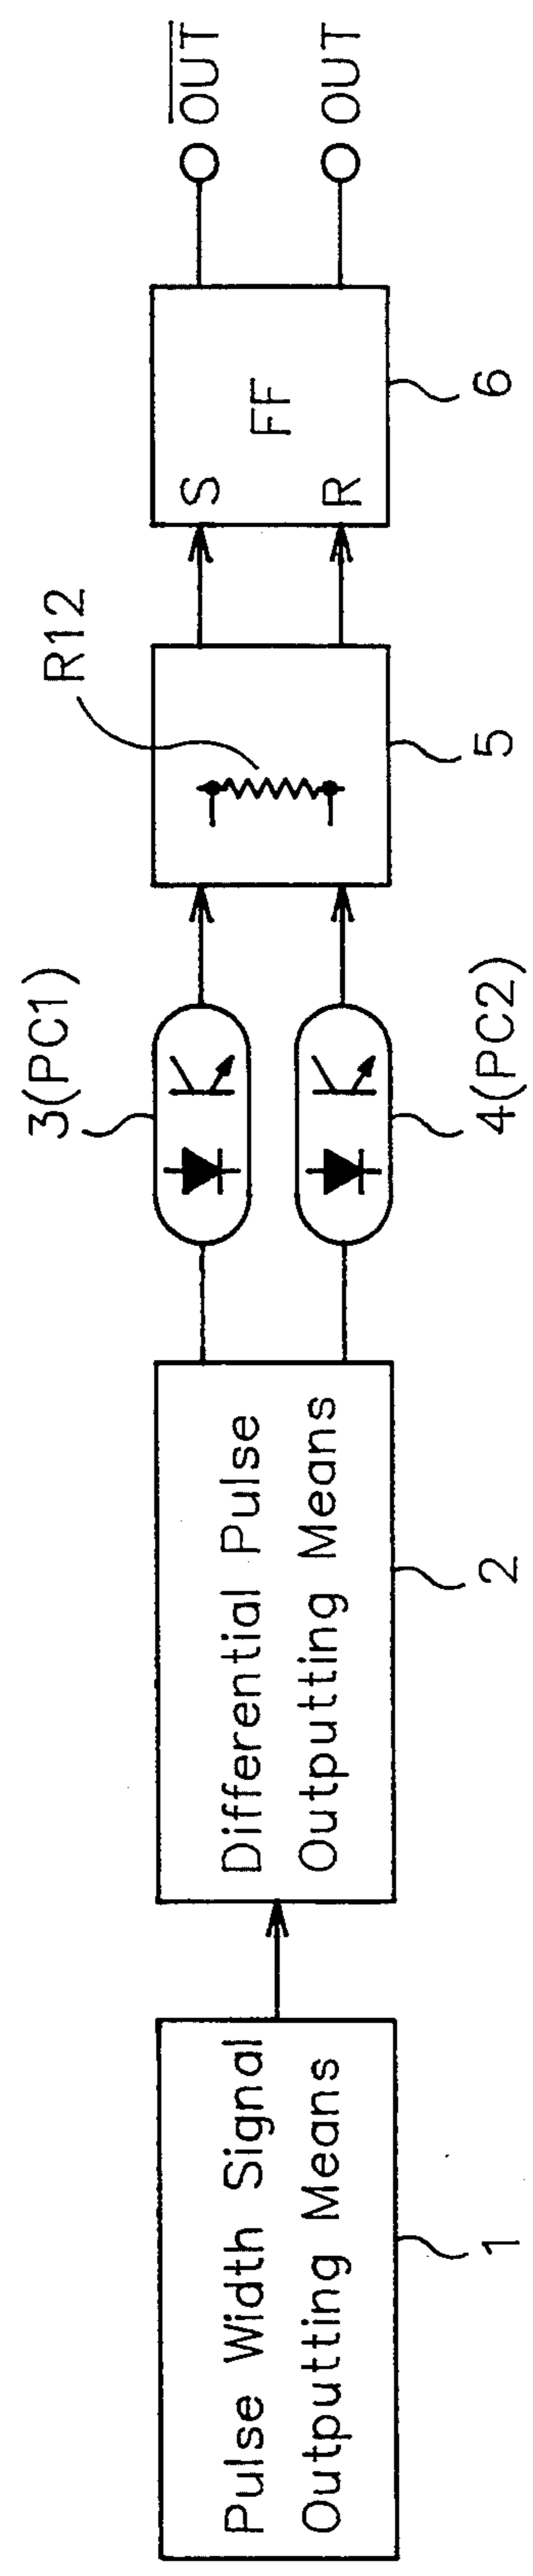 Pulse Width Signal
Outputting Means
1
Differential Pulse
Outputting Means
2
3(PC1)
4(PC2)
R12
5
S
R
FF
6
OUT
OUT